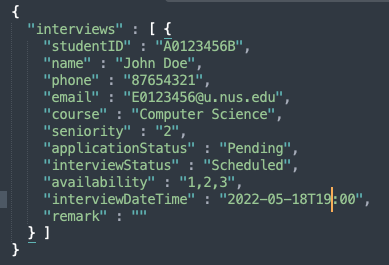 {
"interviews" : [ {
"studentID" : "A0123456B",
"name" : "John Doe",
"phone" : "87654321",
"email" : "E0123456@u.nus.edu",
"course" : "Computer Science",
"seniority" : "2",
"applicationStatus" : "Pending",
"interviewStatus" : "Scheduled",
"availability" : "1,2,3",
"interviewDateTime" : "2022-05-18T19:00",
"remark" : ""
} ]
}